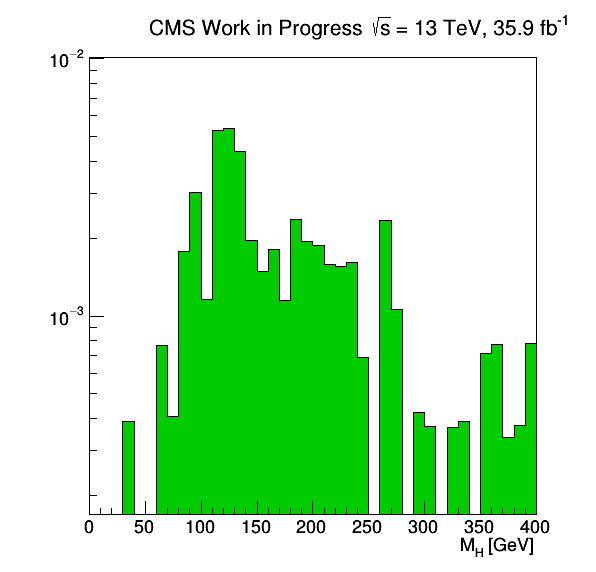 CMS Work in Progress √s = 13 TeV, 35.9 fb⁻¹
10⁻²
10⁻³
0 50 100 150 200 250 300 350 400
M_H [GeV]